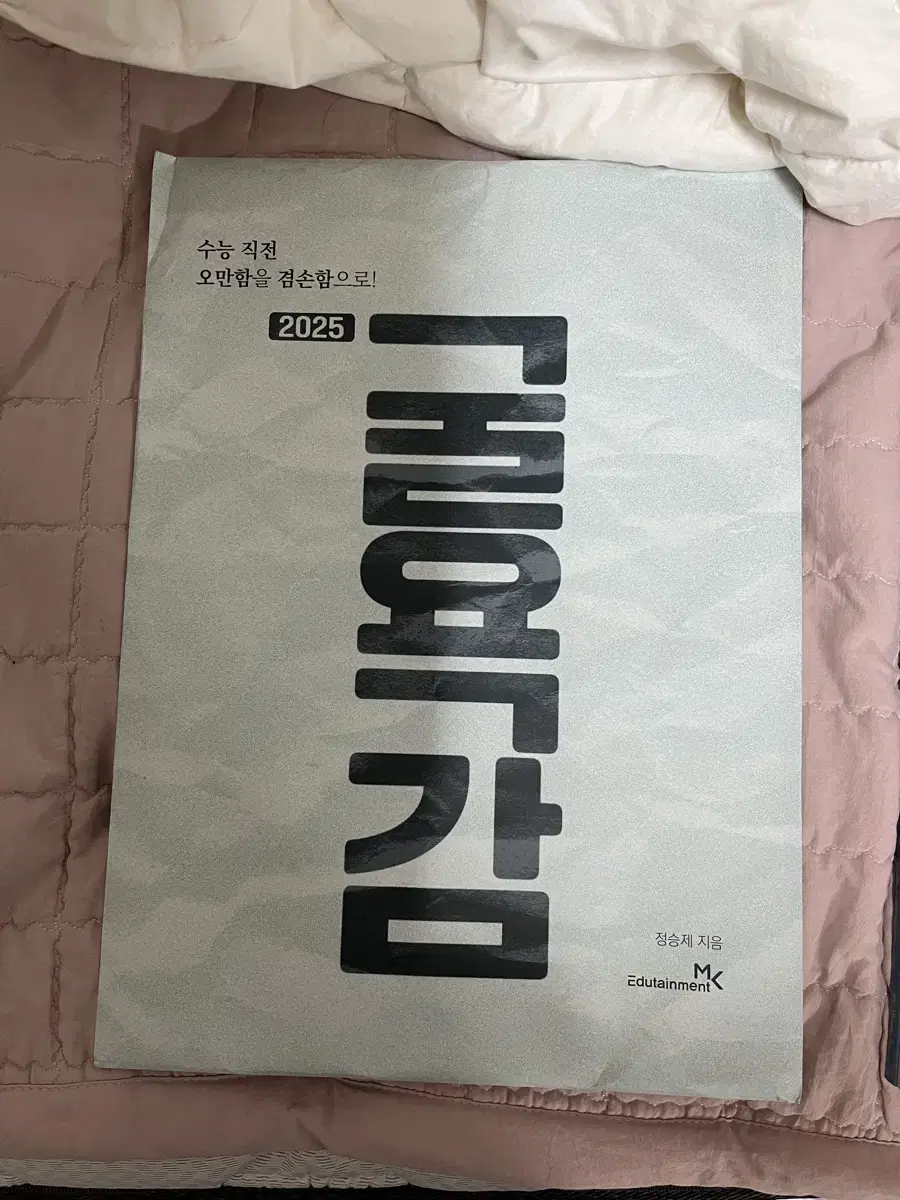 수능 직전
오만함을 겸손함으로!
2025
굴욕감
정승제 지음
Edutainment MK